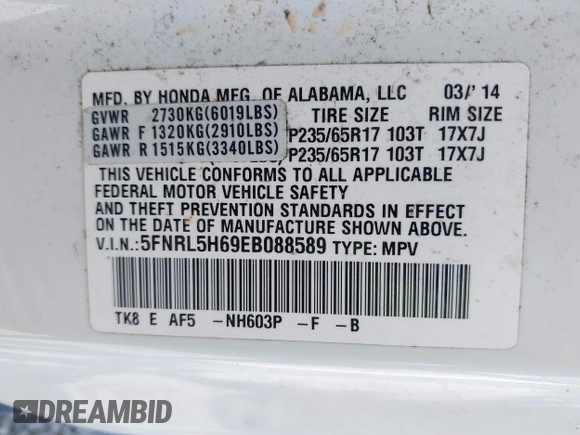 MFD. BY HONDA MFG. OF ALABAMA, LLC 03/' 14
GVWR 2730KG(6019LBS) TIRE SIZE RIM SIZE
GAWR F 1320KG(2910LBS) P235/65R17 103T 17X7J
GAWR R 1515KG(3340LBS) P235/65R17 103T 17X7J
THIS VEHICLE CONFORMS TO ALL APPLICABLE
FEDERAL MOTOR VEHICLE SAFETY
AND THEFT PREVENTION STANDARDS IN EFFECT
ON THE DATE OF MANUFACTURE SHOWN ABOVE.
V.I.N.:5FNRL5H69EB088589 TYPE: MPV
TK8 E AF5 -NH603P -F -B
DREAMBID